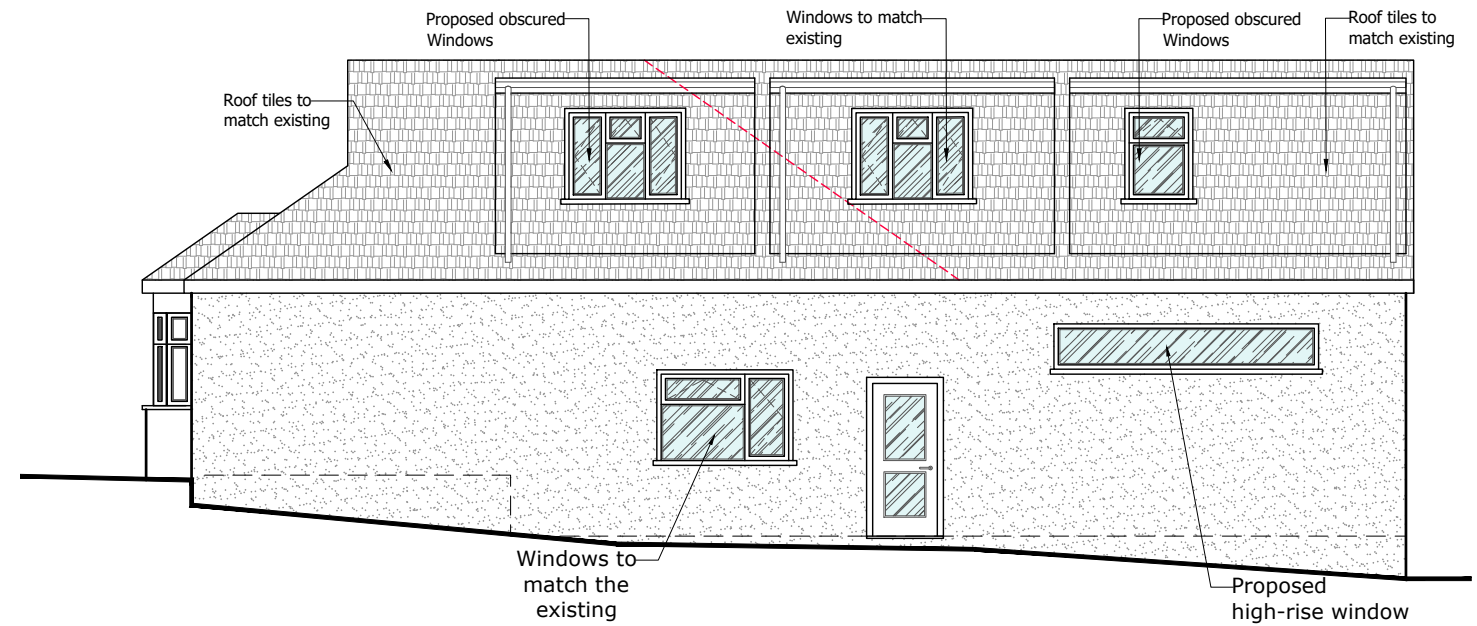 Proposed obscured
Windows
Windows to match
existing
Proposed obscured
Windows
Roof tiles to
match existing
Roof tiles to
match existing
Windows to
match the
existing
Proposed
high-rise window